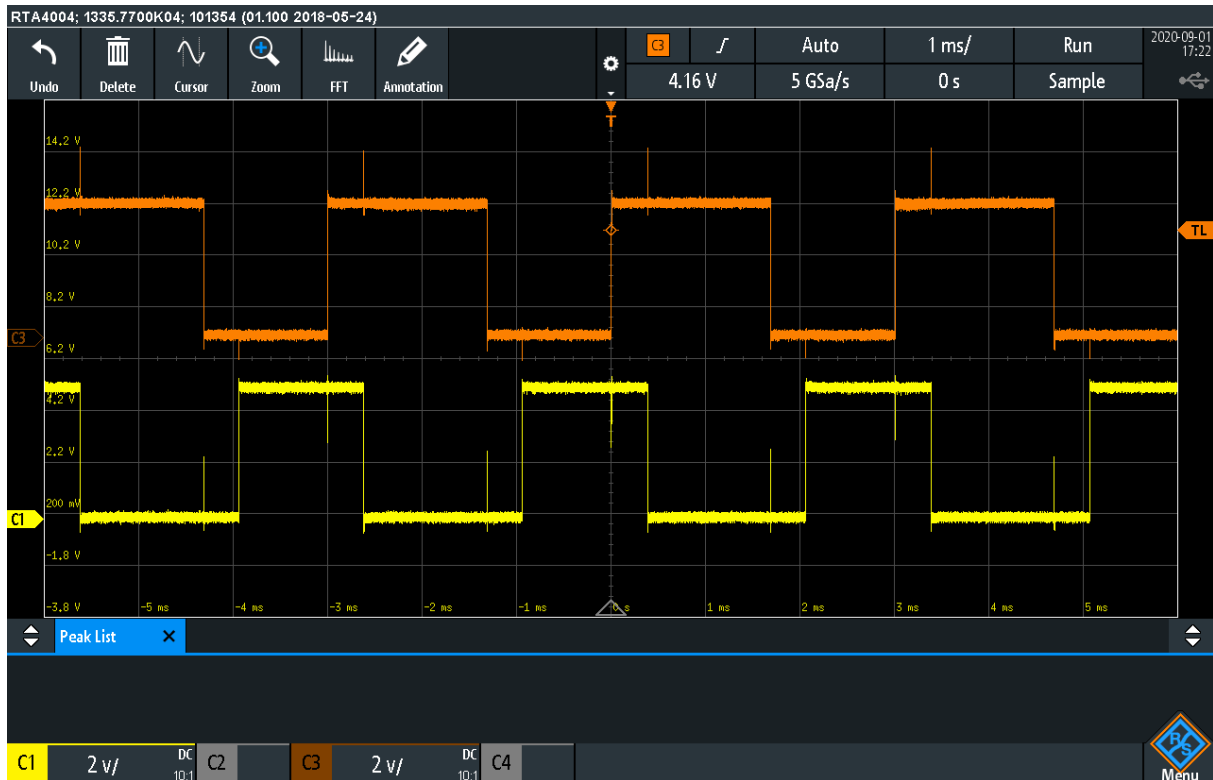 RTA4004; 1335.7700K04; 101354 (01.100 2018-05-24)
Undo
Delete
Cursor
Zoom
FFT
Annotation
C3
Auto
1 ms/
Run
4.16 V
5 GSa/s
0 s
Sample
2020-09-01
17:22
T
14.2 V
12.2 V
10.2 V
TL
8.2 V
C3
6.2 V
4.2 V
2.2 V
200 mV
C1
-1.8 V
-3.8 V
-5 ms
-4 ms
-3 ms
-2 ms
-1 ms
0 s
1 ms
2 ms
3 ms
4 ms
5 ms
Peak List
C1
2 V/
DC
10:1
C2
C3
2 V/
DC
10:1
C4
R&S
Menu